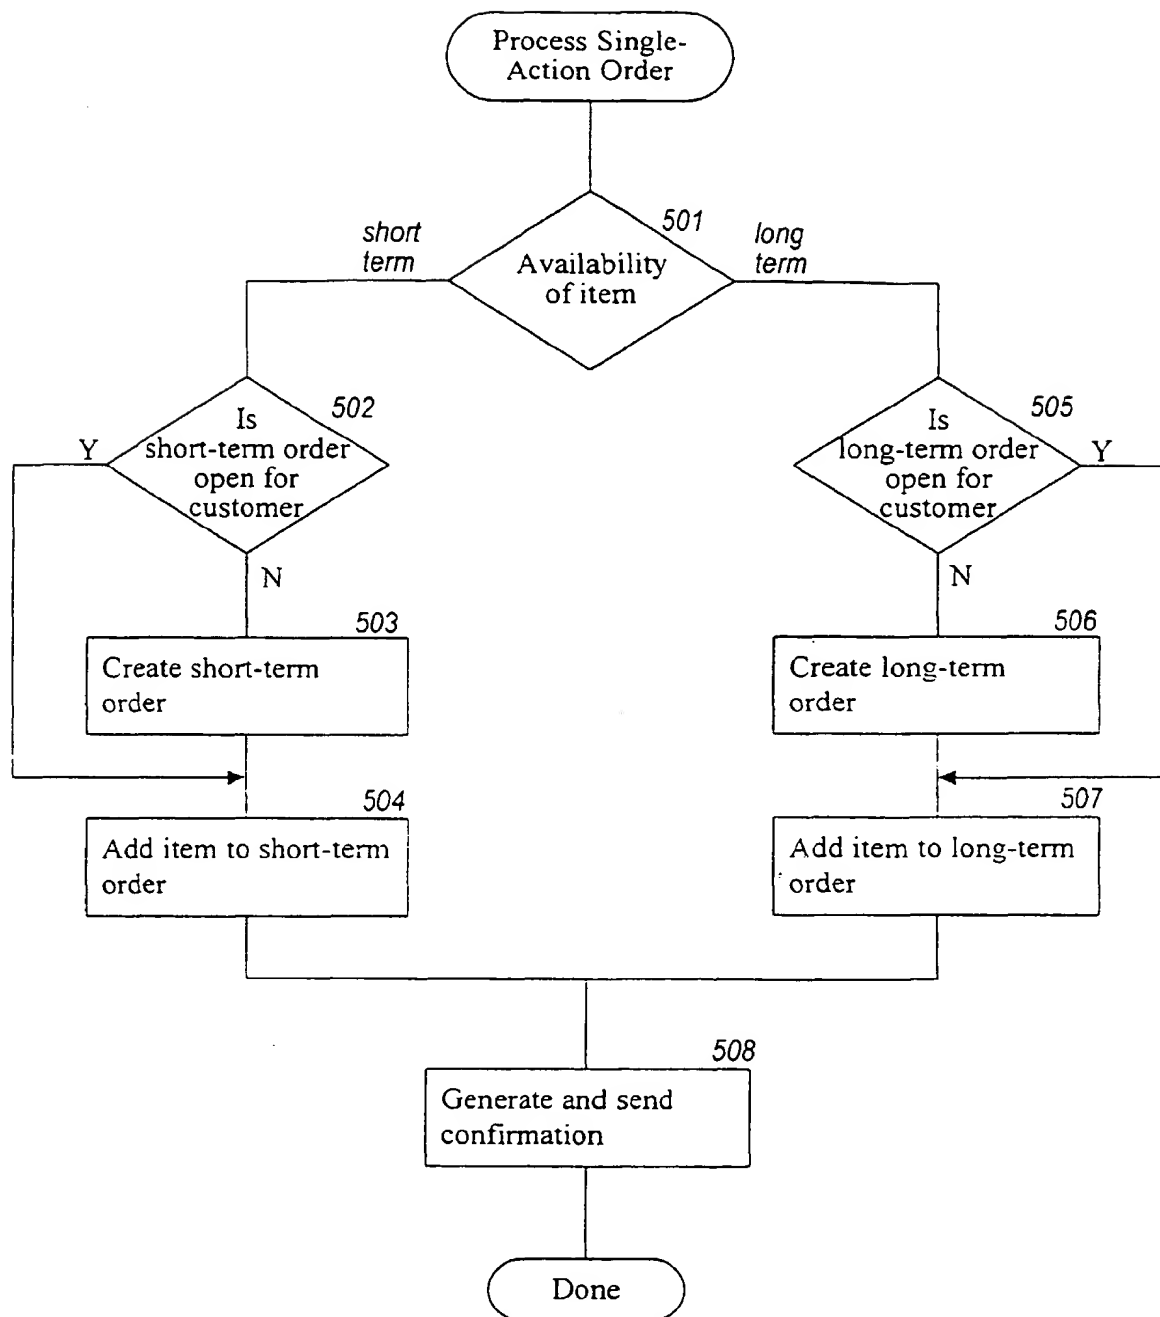 Process Single-
Action Order
501
short
term
long
term
Availability
of item
502
Is
short-term order
open for
customer
Y
N
505
Is
long-term order
open for
customer
Y
N
503
Create short-term
order
506
Create long-term
order
504
Add item to short-term
order
507
Add item to long-term
order
508
Generate and send
confirmation
Done